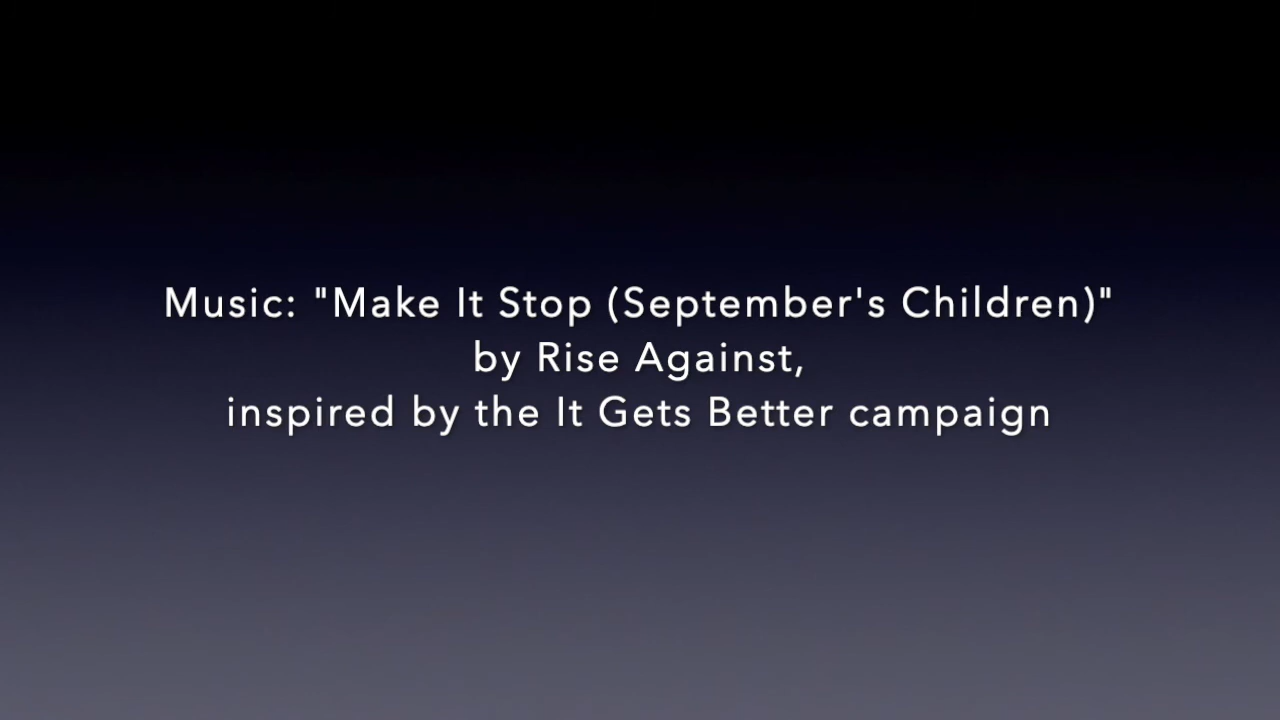 Music: "Make It Stop (September's Children)"
by Rise Against,
inspired by the It Gets Better campaign